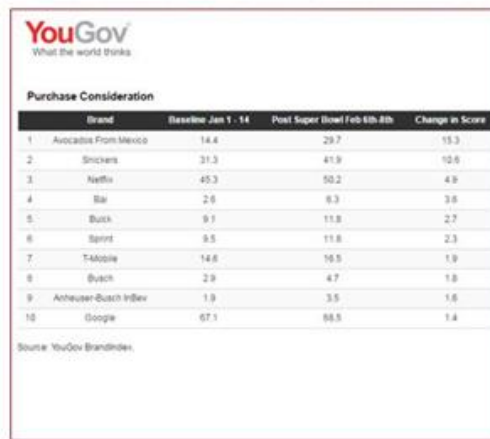 YouGov
What the world thinks
Purchase Consideration
Brand Baseline Jan 1 - 14 Post Super Bowl Feb 6th-8th Change in Score
1 Avocados From Mexico 14.4 29.7 15.3
2 Snickers 31.3 41.9 10.6
3 Netflix 45.3 50.2 4.9
4 Bai 2.6 6.3 3.6
5 Buick 9.1 11.8 2.7
6 Sprint 9.5 11.8 2.3
7 T-Mobile 14.6 16.5 1.9
8 Busch 2.9 4.7 1.8
9 Anheuser-Busch InBev 1.9 3.5 1.6
10 Google 67.1 68.5 1.4
Source: YouGov BrandIndex.